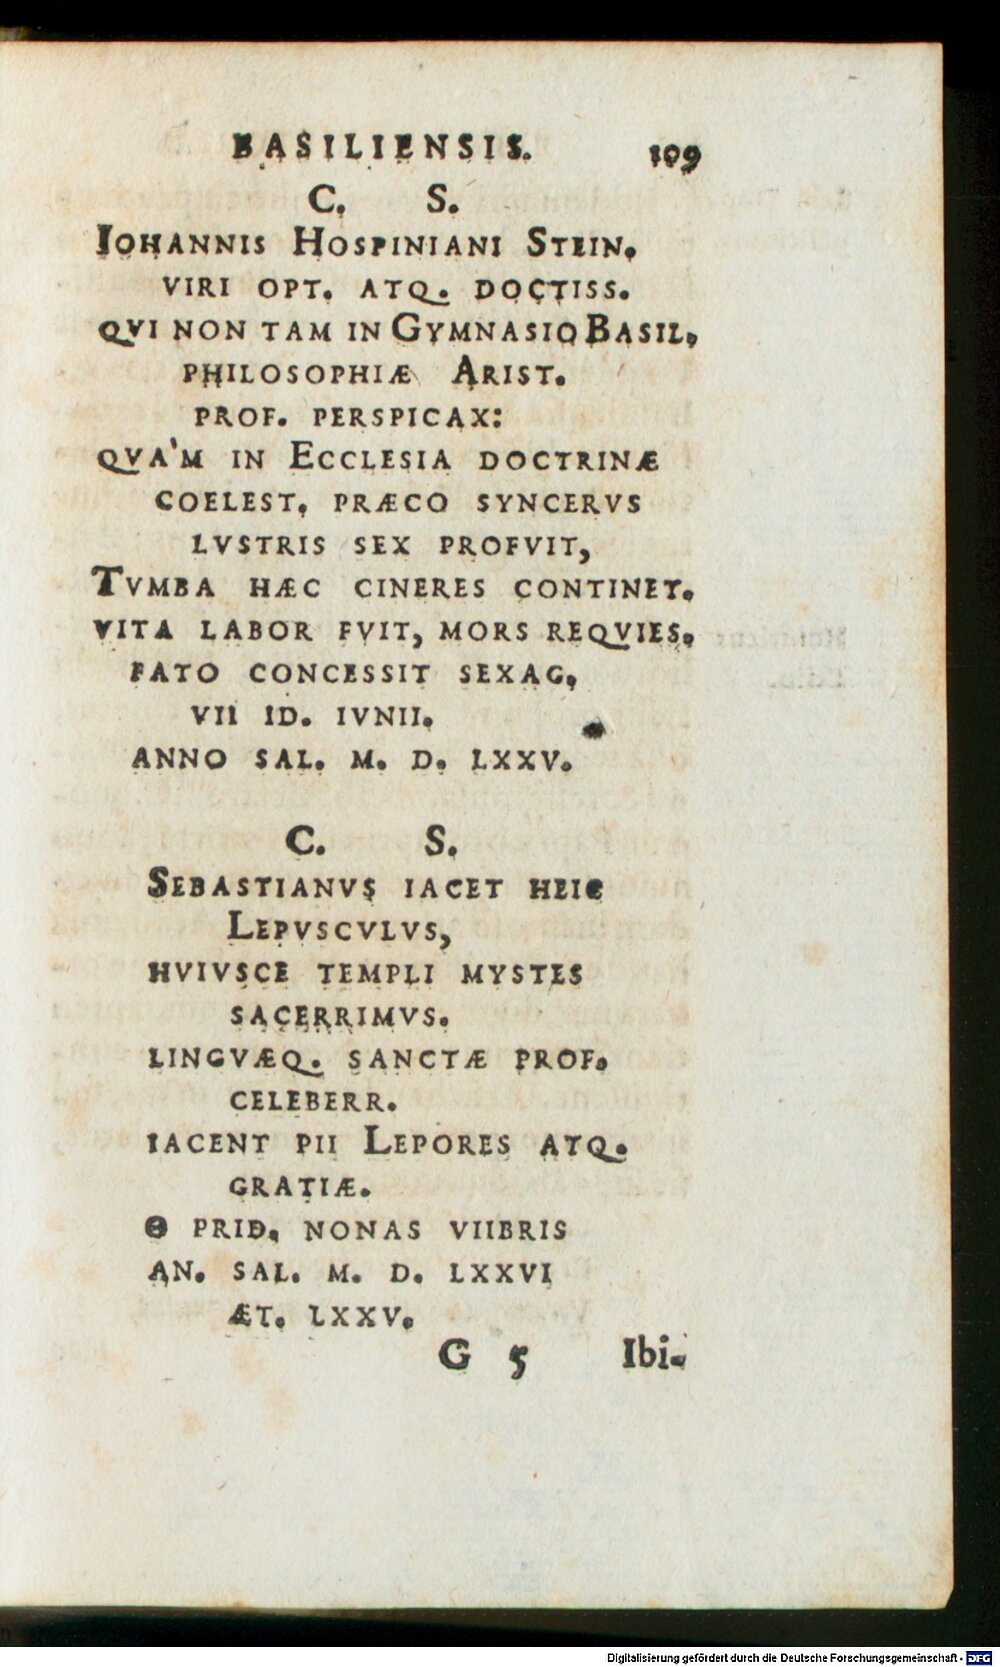 BASILIENSIS. 109
C. S.
IOHANNIS HOSPINIANI STEIN.
VIRI OPT. ATQ. DOCTISS.
QVI NON TAM IN GYMNASIO BASIL.
PHILOSOPHIÆ ARIST.
PROF. PERSPICAX:
QVA'M IN ECCLESIA DOCTRINÆ
COELEST. PRÆCO SYNCERVS
LVSTRIS SEX PROFVIT,
TVMBA HÆC CINERES CONTINET.
VITA LABOR FVIT, MORS REQVIES.
FATO CONCESSIT SEXAG.
VII ID. IVNII.
ANNO SAL. M. D. LXXV.
C. S.
SEBASTIANVS IACET HEIC
LEPVSCVLVS,
HVIVSCE TEMPLI MYSTES
SACERRIMVS.
LINGVÆQ. SANCTÆ PROF.
CELEBERR.
IACENT PII LEPORES ATQ.
GRATIÆ.
Θ PRID. NONAS VIIBRIS
AN. SAL. M. D. LXXVI
ÆT. LXXV.
G 5 Ibi-
Digitalisierung gefördert durch die Deutsche Forschungsgemeinschaft - DFG